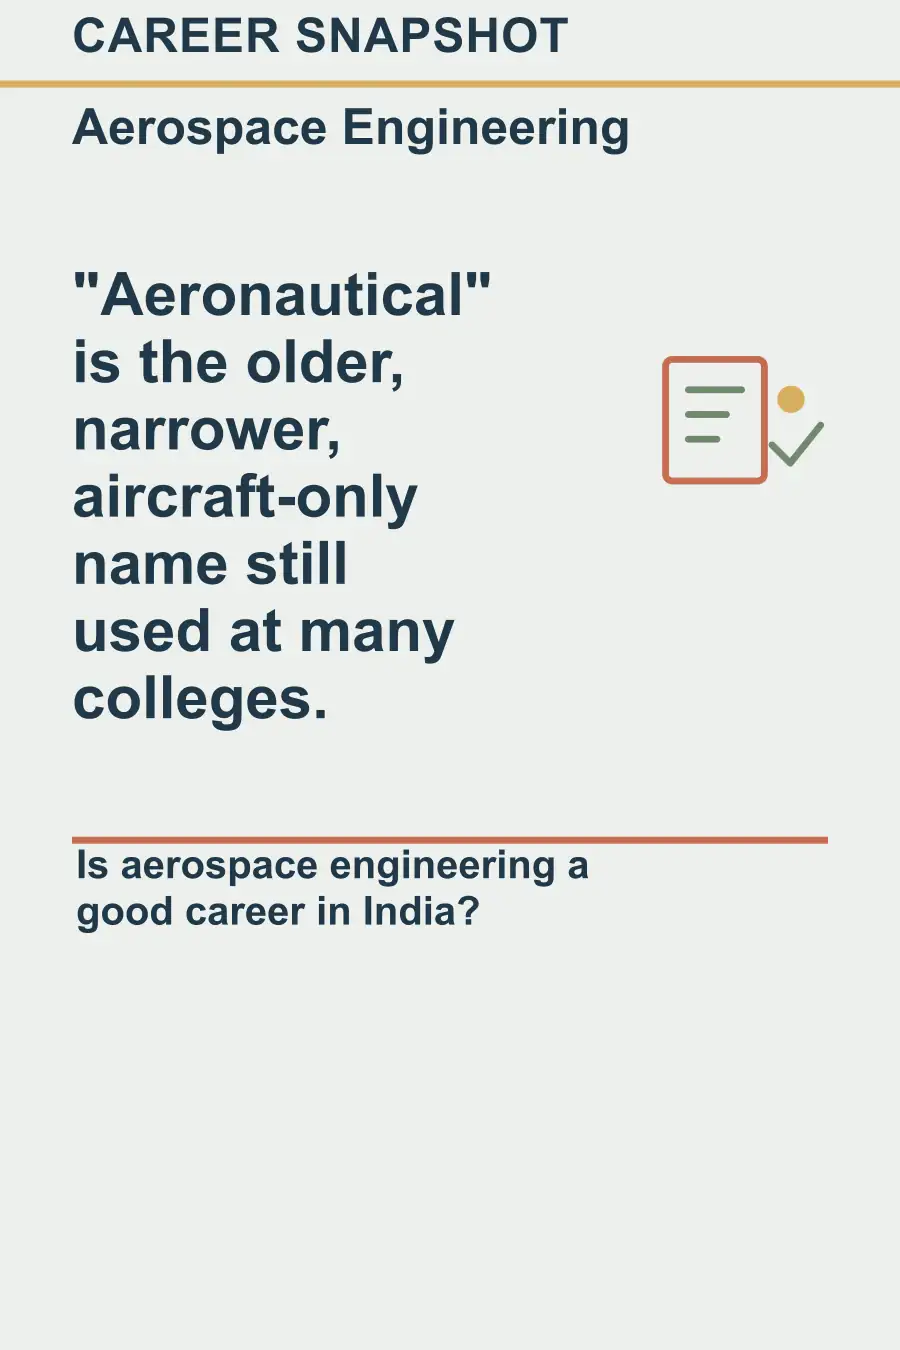 CAREER SNAPSHOT
Aerospace Engineering
"Aeronautical"
is the older,
narrower,
aircraft-only
name still
used at many
colleges.
Is aerospace engineering a
good career in India?